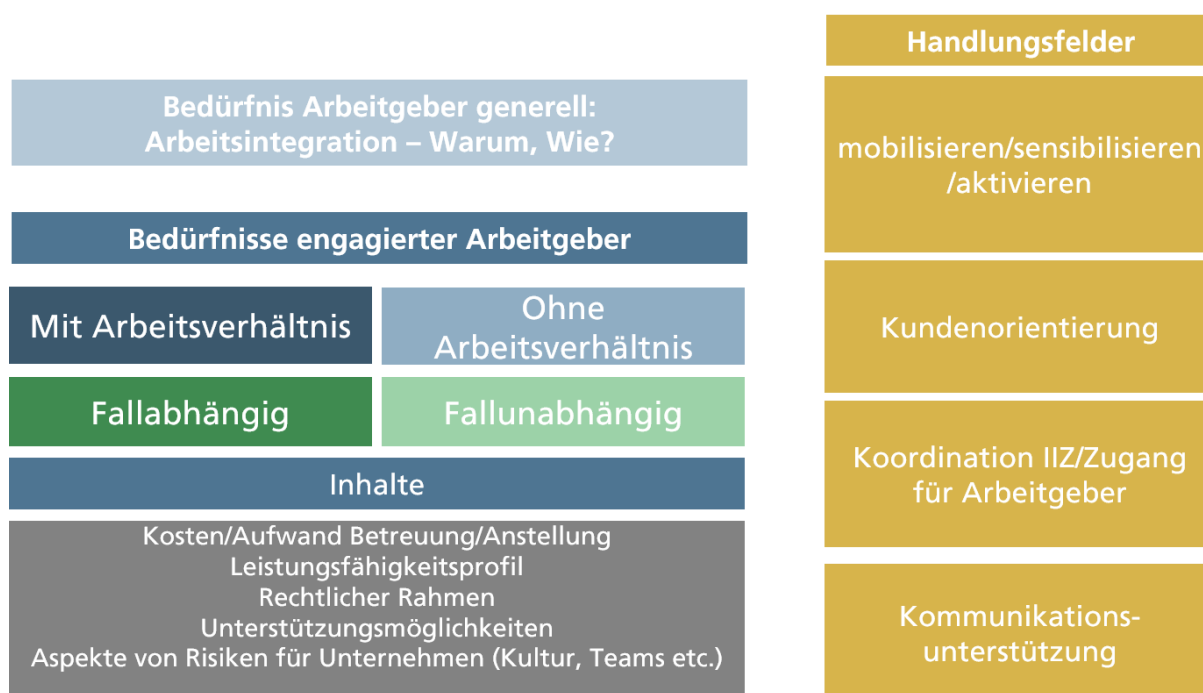 Bedürfnis Arbeitgeber generell:
Arbeitsintegration – Warum, Wie?
Bedürfnisse engagierter Arbeitgeber
Mit Arbeitsverhältnis
Ohne
Arbeitsverhältnis
Fallabhängig
Fallunabhängig
Inhalte
Kosten/Aufwand Betreuung/Anstellung
Leistungsfähigkeitsprofil
Rechtlicher Rahmen
Unterstützungsmöglichkeiten
Aspekte von Risiken für Unternehmen (Kultur, Teams etc.)
Handlungsfelder
mobilisieren/sensibilisieren
/aktivieren
Kundenorientierung
Koordination IIZ/Zugang
für Arbeitgeber
Kommunikations-
unterstützung